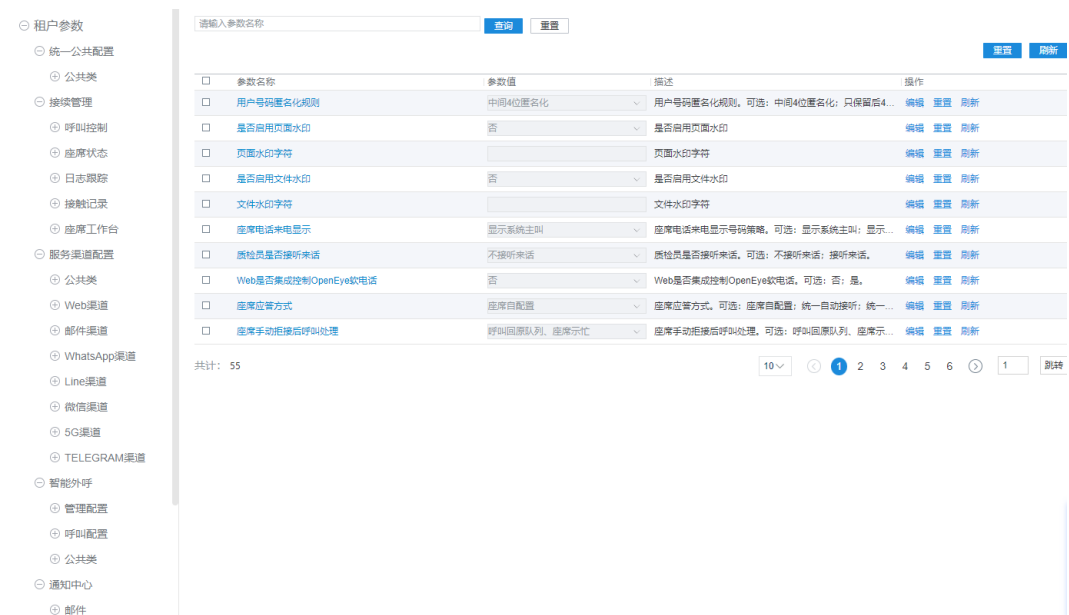 租户参数
统一公共配置
公共类
接续管理
呼叫控制
座席状态
日志跟踪
接触记录
座席工作台
服务渠道配置
公共类
Web渠道
邮件渠道
WhatsApp渠道
Line渠道
微信渠道
5G渠道
TELEGRAM渠道
智能外呼
管理配置
呼叫配置
公共类
通知中心
邮件
请输入参数名称 查询 重置
重置 刷新
参数名称 参数值 描述 操作
用户号码匿名化规则 中间4位匿名化 用户号码匿名化规则。可选：中间4位匿名化；只保留后4... 编辑 重置 刷新
是否启用页面水印 否 是否启用页面水印 编辑 重置 刷新
页面水印字符 页面水印字符 编辑 重置 刷新
是否启用文件水印 否 是否启用文件水印 编辑 重置 刷新
文件水印字符 文件水印字符 编辑 重置 刷新
座席电话来电显示 显示系统主叫 座席电话来电显示号码策略。可选：显示系统主叫；显示... 编辑 重置 刷新
质检员是否接听来话 不接听来话 质检员是否接听来话。可选：不接听来话；接听来话。 编辑 重置 刷新
Web是否集成控制OpenEye软电话 否 Web是否集成控制OpenEye软电话。可选：否；是。 编辑 重置 刷新
座席应答方式 座席自配置 座席应答方式。可选：座席自配置；统一自动接听；统一... 编辑 重置 刷新
座席手动拒接后呼叫处理 呼叫回原队列、座席示忙 座席手动拒接后呼叫处理。可选：呼叫回原队列、座席示... 编辑 重置 刷新
共计： 55 10 1 2 3 4 5 6 1 跳转